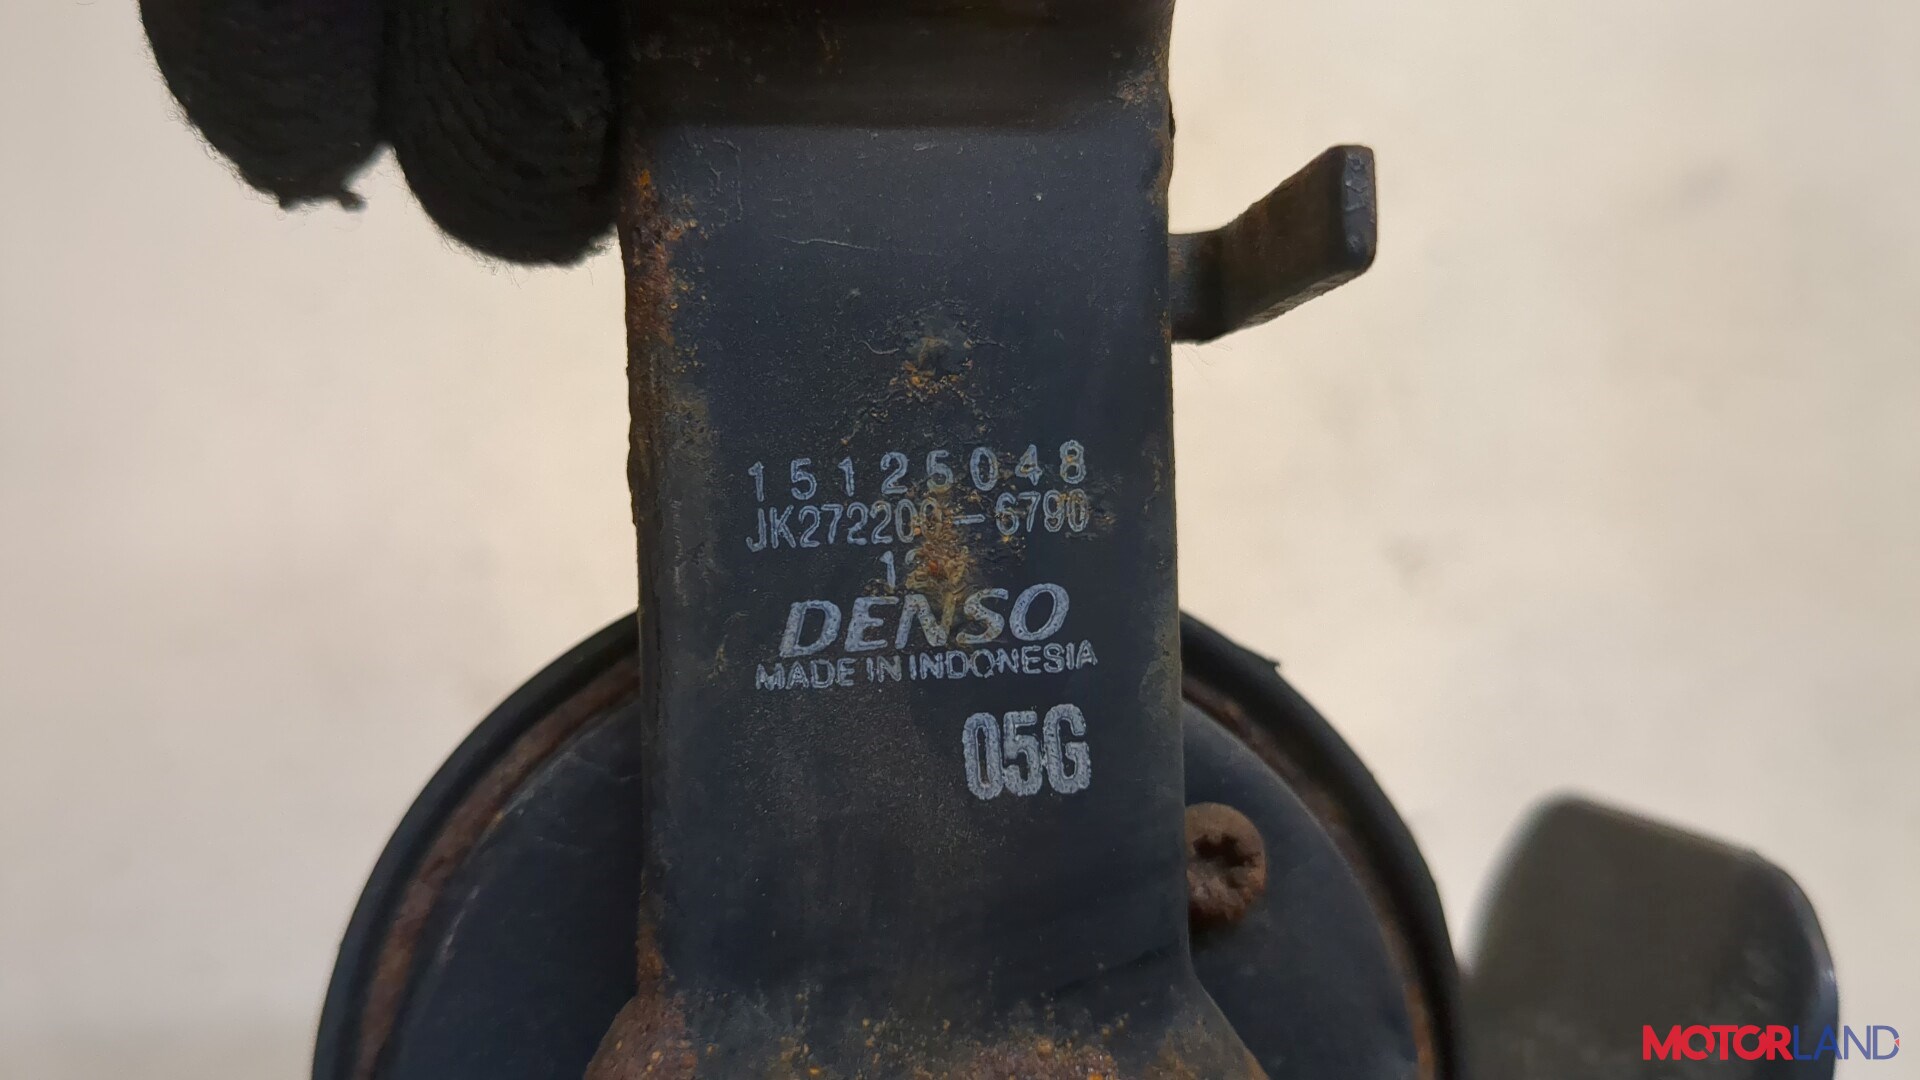 15125048
JK272200-6790
DENSO
MADE IN INDONESIA
05G
MOTORLAND